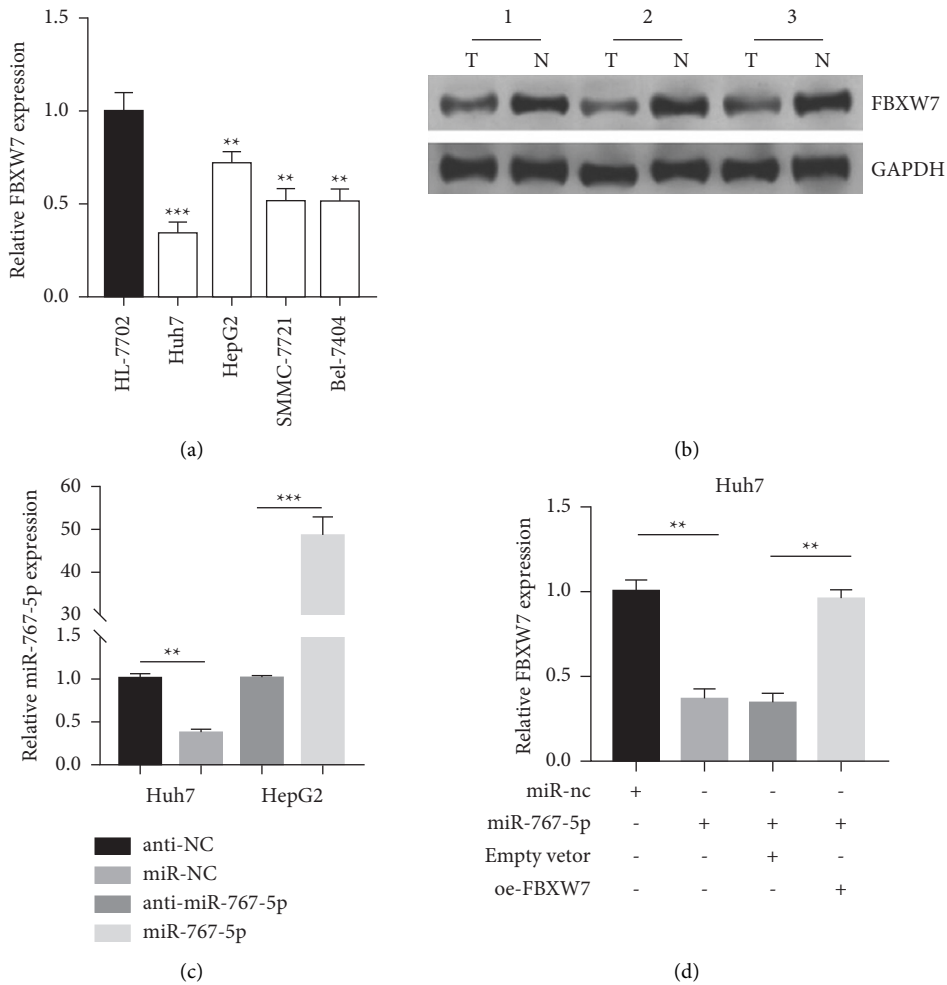 1.5
1.0
0.5
0.0
Relative FBXW7 expression
***
**
**
**
HL-7702
Huh7
HepG2
SMMC-7721
Bel-7404
(a)
1 2 3
T N T N T N
FBXW7
GAPDH
(b)
60
50
40
30
1.5
1.0
0.5
0.0
Relative miR-767-5p expression
**
***
Huh7 HepG2
anti-NC
miR-NC
anti-miR-767-5p
miR-767-5p
(c)
Huh7
1.5
1.0
0.5
0.0
Relative FBXW7 expression
**
**
miR-nc + - - -
miR-767-5p - + + +
Empty vetor - - + -
oe-FBXW7 - - - +
(d)